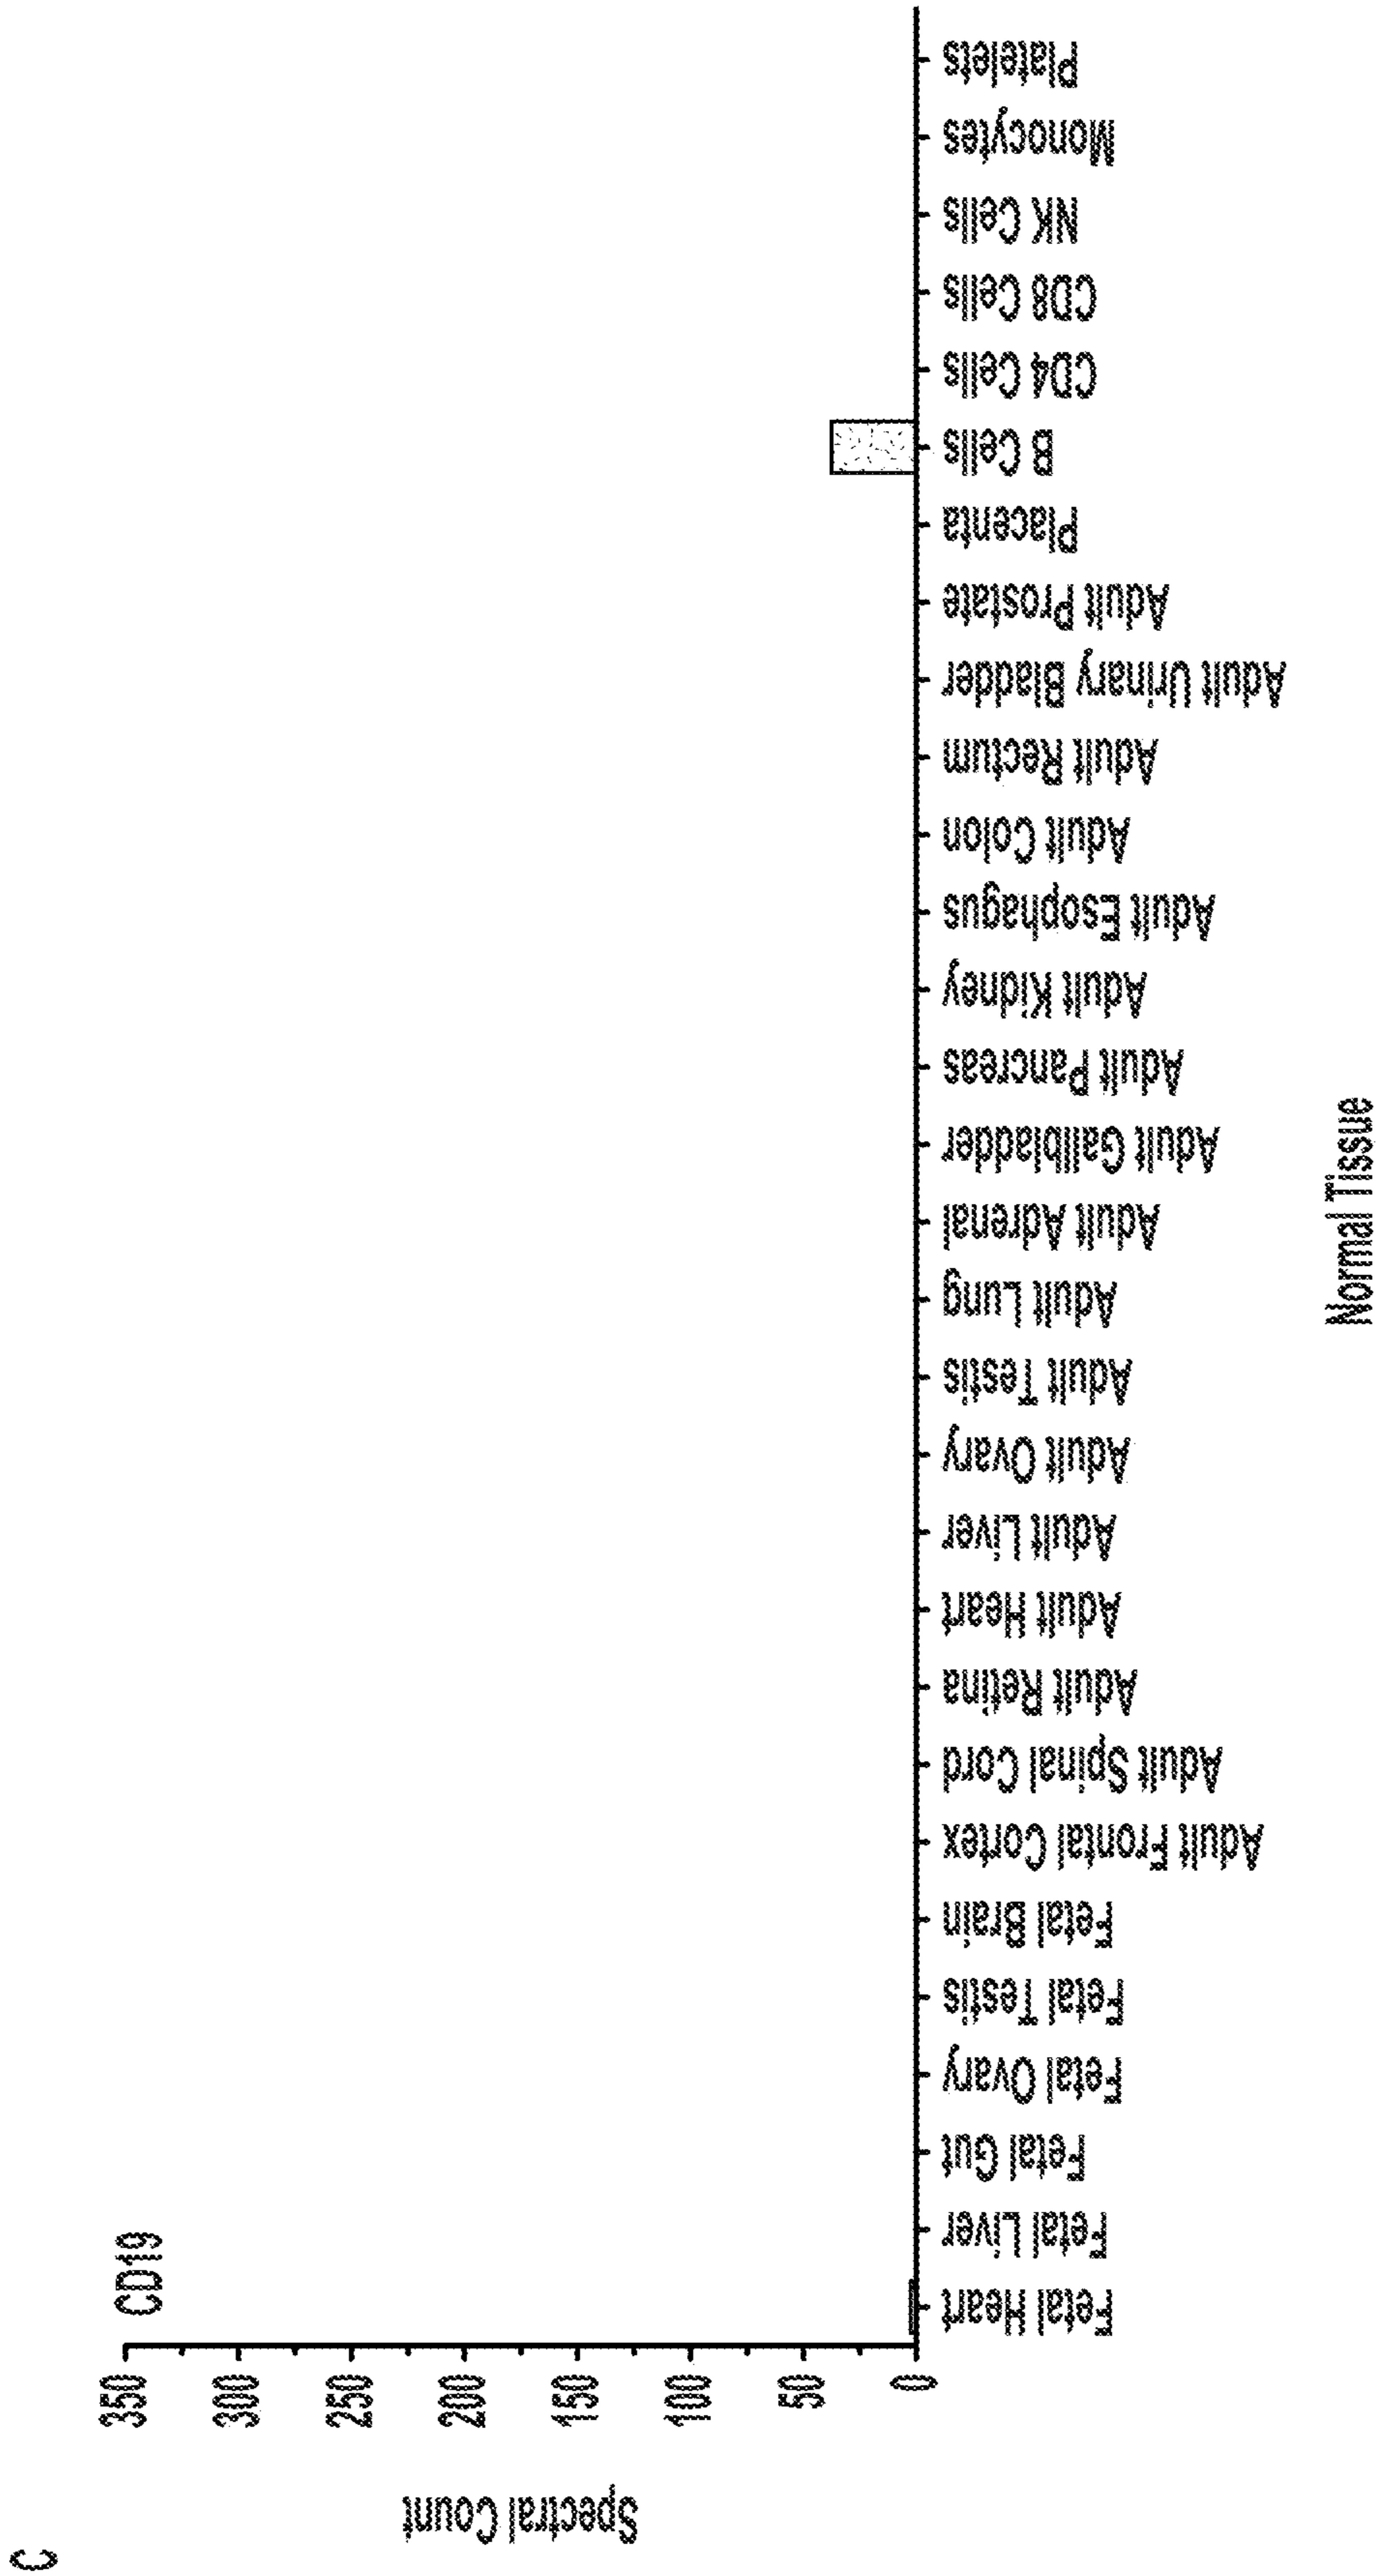 C
CD19
Spectral Count
350
300
250
200
150
100
50
0
Fetal Heart
Fetal Liver
Fetal Gut
Fetal Ovary
Fetal Testis
Fetal Brain
Adult Frontal Cortex
Adult Spinal Cord
Adult Retina
Adult Heart
Adult Liver
Adult Ovary
Adult Testis
Adult Lung
Adult Adrenal
Adult Gallbladder
Adult Pancreas
Adult Kidney
Adult Esophagus
Adult Colon
Adult Rectum
Adult Urinary Bladder
Adult Prostate
Placenta
B Cells
CD4 Cells
CD8 Cells
NK Cells
Monocytes
Platelets
Normal Tissue